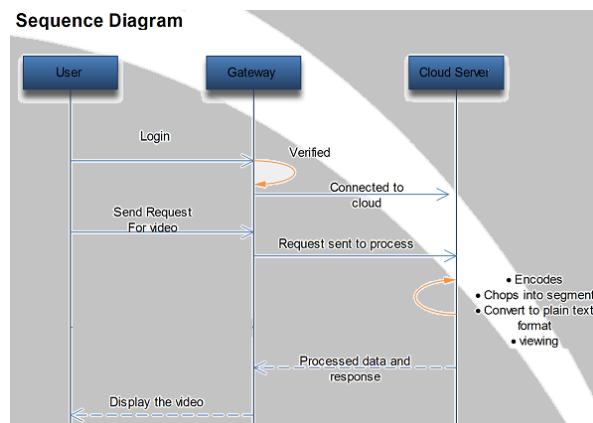 Sequence Diagram
User
Gateway
Cloud Server
Login
Verified
Connected to
cloud
Send Request
For video
Request sent to process
• Encodes
• Chops into segment
• Convert to plain text
format
• viewing
Processed data and
response
Display the video